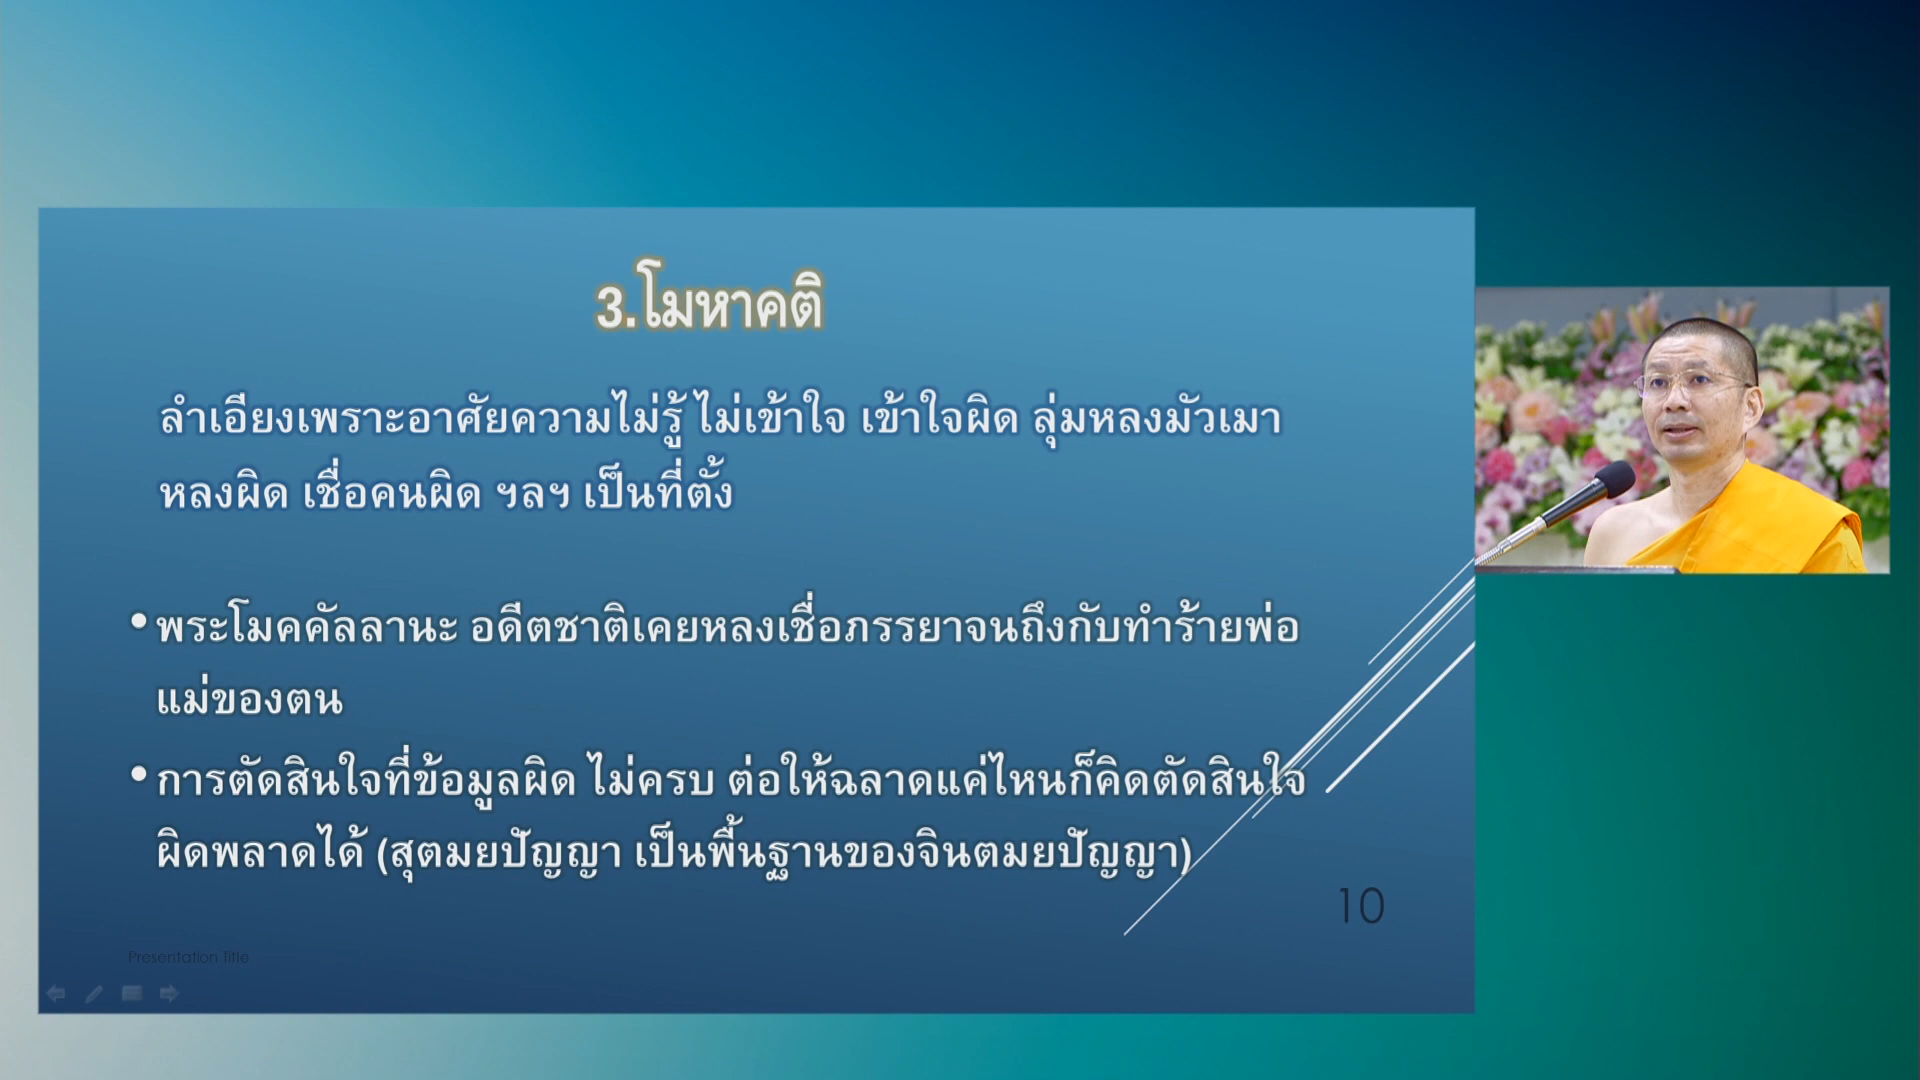 3.โมหาคติ
ลำเอียงเพราะอาศัยความไม่รู้ ไม่เข้าใจ เข้าใจผิด ลุ่มหลงมัวเมา
หลงผิด เชื่อคนผิด ฯลฯ เป็นที่ตั้ง
• พระโมคคัลลานะ อดีตชาติเคยหลงเชื่อภรรยาจนถึงกับทำร้ายพ่อ
แม่ของตน
• การตัดสินใจที่ข้อมูลผิด ไม่ครบ ต่อให้ฉลาดแค่ไหนก็คิดตัดสินใจ
ผิดพลาดได้ (สุตมยปัญญา เป็นพื้นฐานของจินตมยปัญญา)
10
Presentation Title